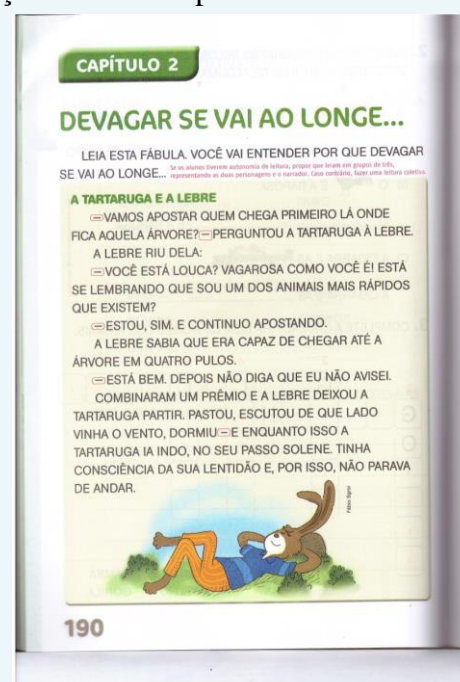 CAPÍTULO 2
DEVAGAR SE VAI AO LONGE...
LEIA ESTA FÁBULA. VOCÊ VAI ENTENDER POR QUE DEVAGAR
SE VAI AO LONGE... Se os alunos tiverem autonomia de leitura, propor que leiam em grupos de três,
representando as duas personagens e o narrador. Caso contrário, fazer uma leitura coletiva.
A TARTARUGA E A LEBRE
—VAMOS APOSTAR QUEM CHEGA PRIMEIRO LÁ ONDE
FICA AQUELA ÁRVORE?—PERGUNTOU A TARTARUGA À LEBRE.
A LEBRE RIU DELA:
—VOCÊ ESTÁ LOUCA? VAGAROSA COMO VOCÊ É! ESTÁ
SE LEMBRANDO QUE SOU UM DOS ANIMAIS MAIS RÁPIDOS
QUE EXISTEM?
—ESTOU, SIM. E CONTINUO APOSTANDO.
A LEBRE SABIA QUE ERA CAPAZ DE CHEGAR ATÉ A
ÁRVORE EM QUATRO PULOS.
—ESTÁ BEM. DEPOIS NÃO DIGA QUE EU NÃO AVISEI.
COMBINARAM UM PRÊMIO E A LEBRE DEIXOU A
TARTARUGA PARTIR. PASTOU, ESCUTOU DE QUE LADO
VINHA O VENTO, DORMIU—E ENQUANTO ISSO A
TARTARUGA IA INDO, NO SEU PASSO SOLENE. TINHA
CONSCIÊNCIA DA SUA LENTIDÃO E, POR ISSO, NÃO PARAVA
DE ANDAR.
190